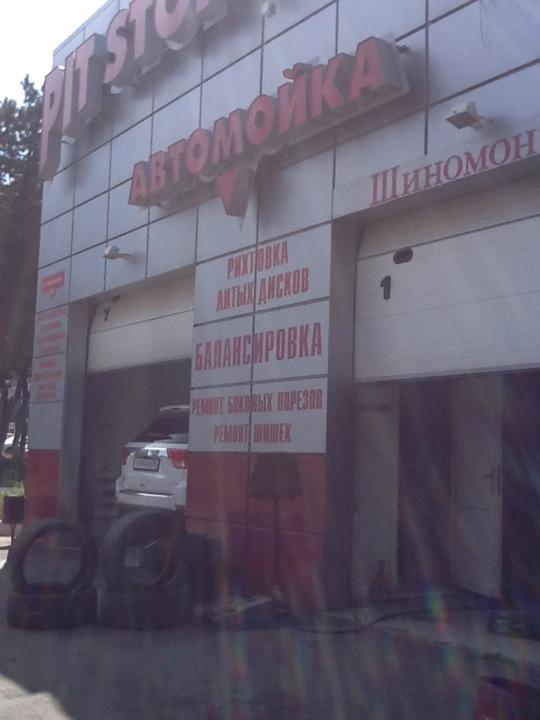 PIT STO
АВТОМОЙКА
Шиномон
РИХТОВКА
ЛИТЫХ ДИСКОВ
БАЛАНСИРОВКА
РЕМОНТ БОКОВЫХ ПОРЕЗОВ
РЕМОНТ ШИШЕК
1